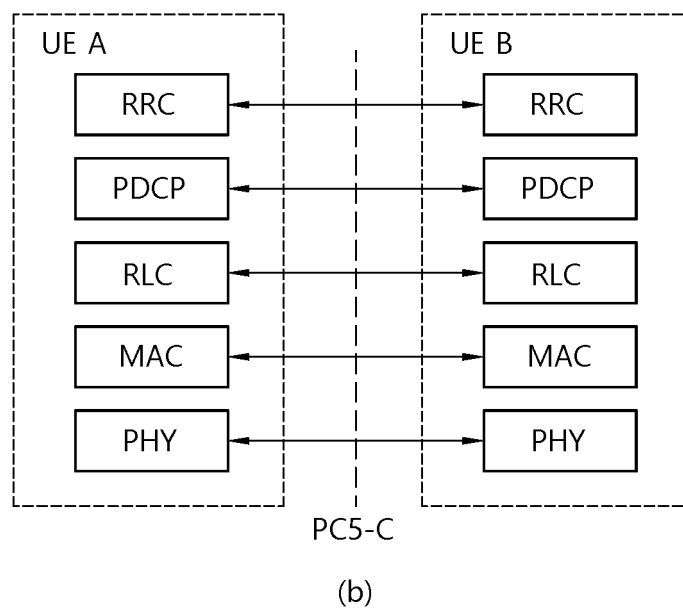 UE A
UE B
RRC
RRC
PDCP
PDCP
RLC
RLC
MAC
MAC
PHY
PHY
PC5-C
(b)